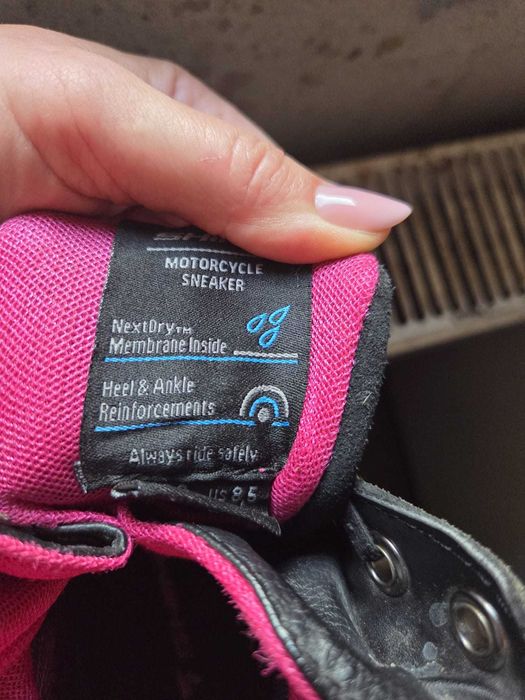 MOTORCYCLE
SNEAKER
NextDry™
Membrane Inside
Heel & Ankle
Reinforcements
Always ride safely
US 8,5